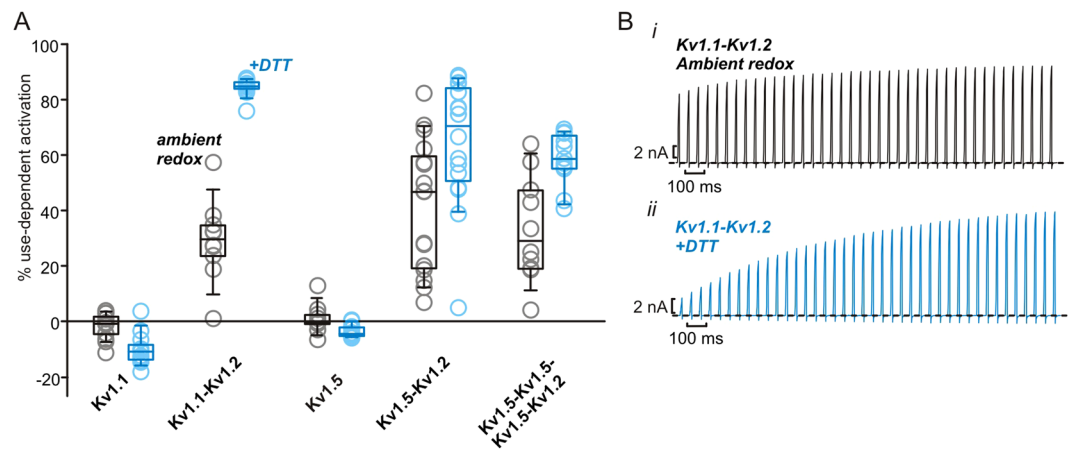 A
% use-dependent activation
100
80
60
40
20
0
-20
ambient
redox
+DTT
Kv1.1
Kv1.1-Kv1.2
Kv1.5
Kv1.5-Kv1.2
Kv1.5-Kv1.5-
Kv1.5-Kv1.2
B
i
Kv1.1-Kv1.2
Ambient redox
2 nA
100 ms
ii
Kv1.1-Kv1.2
+DTT
2 nA
100 ms